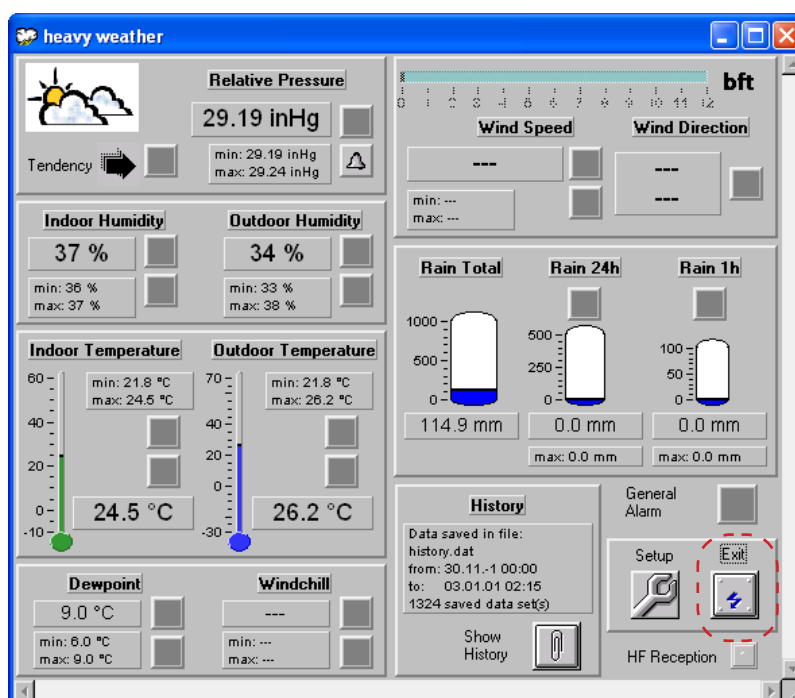 heavy weather
Relative Pressure
29.19 inHg
Tendency
min: 29.19 inHg
max: 29.24 inHg
bft
0 1 2 3 4 5 6 7 8 9 10 11 12
Wind Speed
Wind Direction
---
---
---
min: ---
max: ---
Indoor Humidity
Outdoor Humidity
37 %
34 %
min: 36 %
max: 37 %
min: 33 %
max: 38 %
Rain Total
Rain 24h
Rain 1h
1000
500
0
500
250
0
100
50
0
114.9 mm
0.0 mm
0.0 mm
max: 0.0 mm
max: 0.0 mm
Indoor Temperature
Outdoor Temperature
60
40
20
0
-10
min: 21.8 °C
max: 24.5 °C
24.5 °C
70
40
20
0
-30
min: 21.8 °C
max: 26.2 °C
26.2 °C
History
Data saved in file:
history.dat
from: 30.11.-1 00:00
to: 03.01.01 02:15
1324 saved data set(s)
Show
History
General
Alarm
Setup
Exit
HF Reception
Dewpoint
Windchill
9.0 °C
---
min: 6.0 °C
max: 9.0 °C
min: ---
max: ---